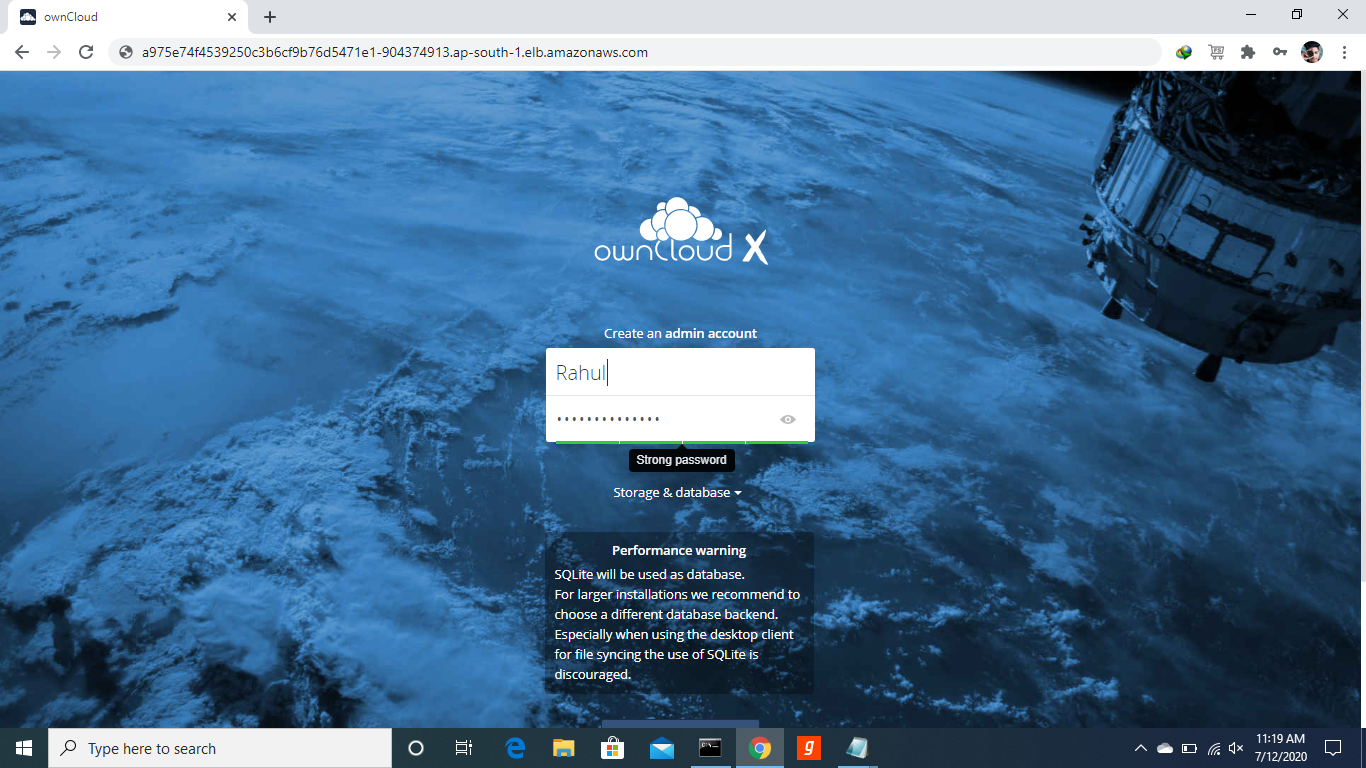 ownCloud
a975e74f4539250c3b6cf9b76d5471e1-904374913.ap-south-1.elb.amazonaws.com
ownCloud X
Create an admin account
Rahul
Strong password
Storage & database
Performance warning
SQLite will be used as database.
For larger installations we recommend to
choose a different database backend.
Especially when using the desktop client
for file syncing the use of SQLite is
discouraged.
Type here to search
11:19 AM
7/12/2020